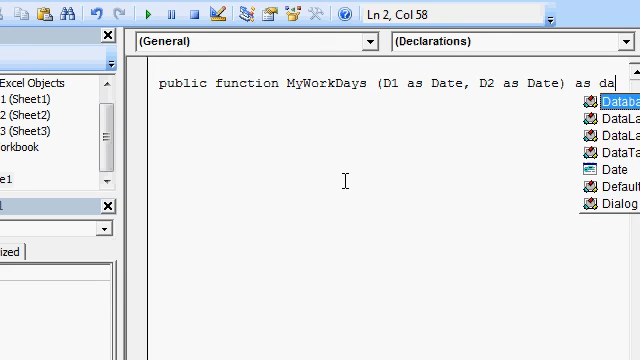 Ln 2, Col 58
(General)
(Declarations)
public function MyWorkDays (D1 as Date, D2 as Date) as da
Excel Objects
1 (Sheet1)
2 (Sheet2)
3 (Sheet3)
orkbook
e1
1
ized
Databa
DataLa
DataLa
DataTa
Date
Default
Dialog